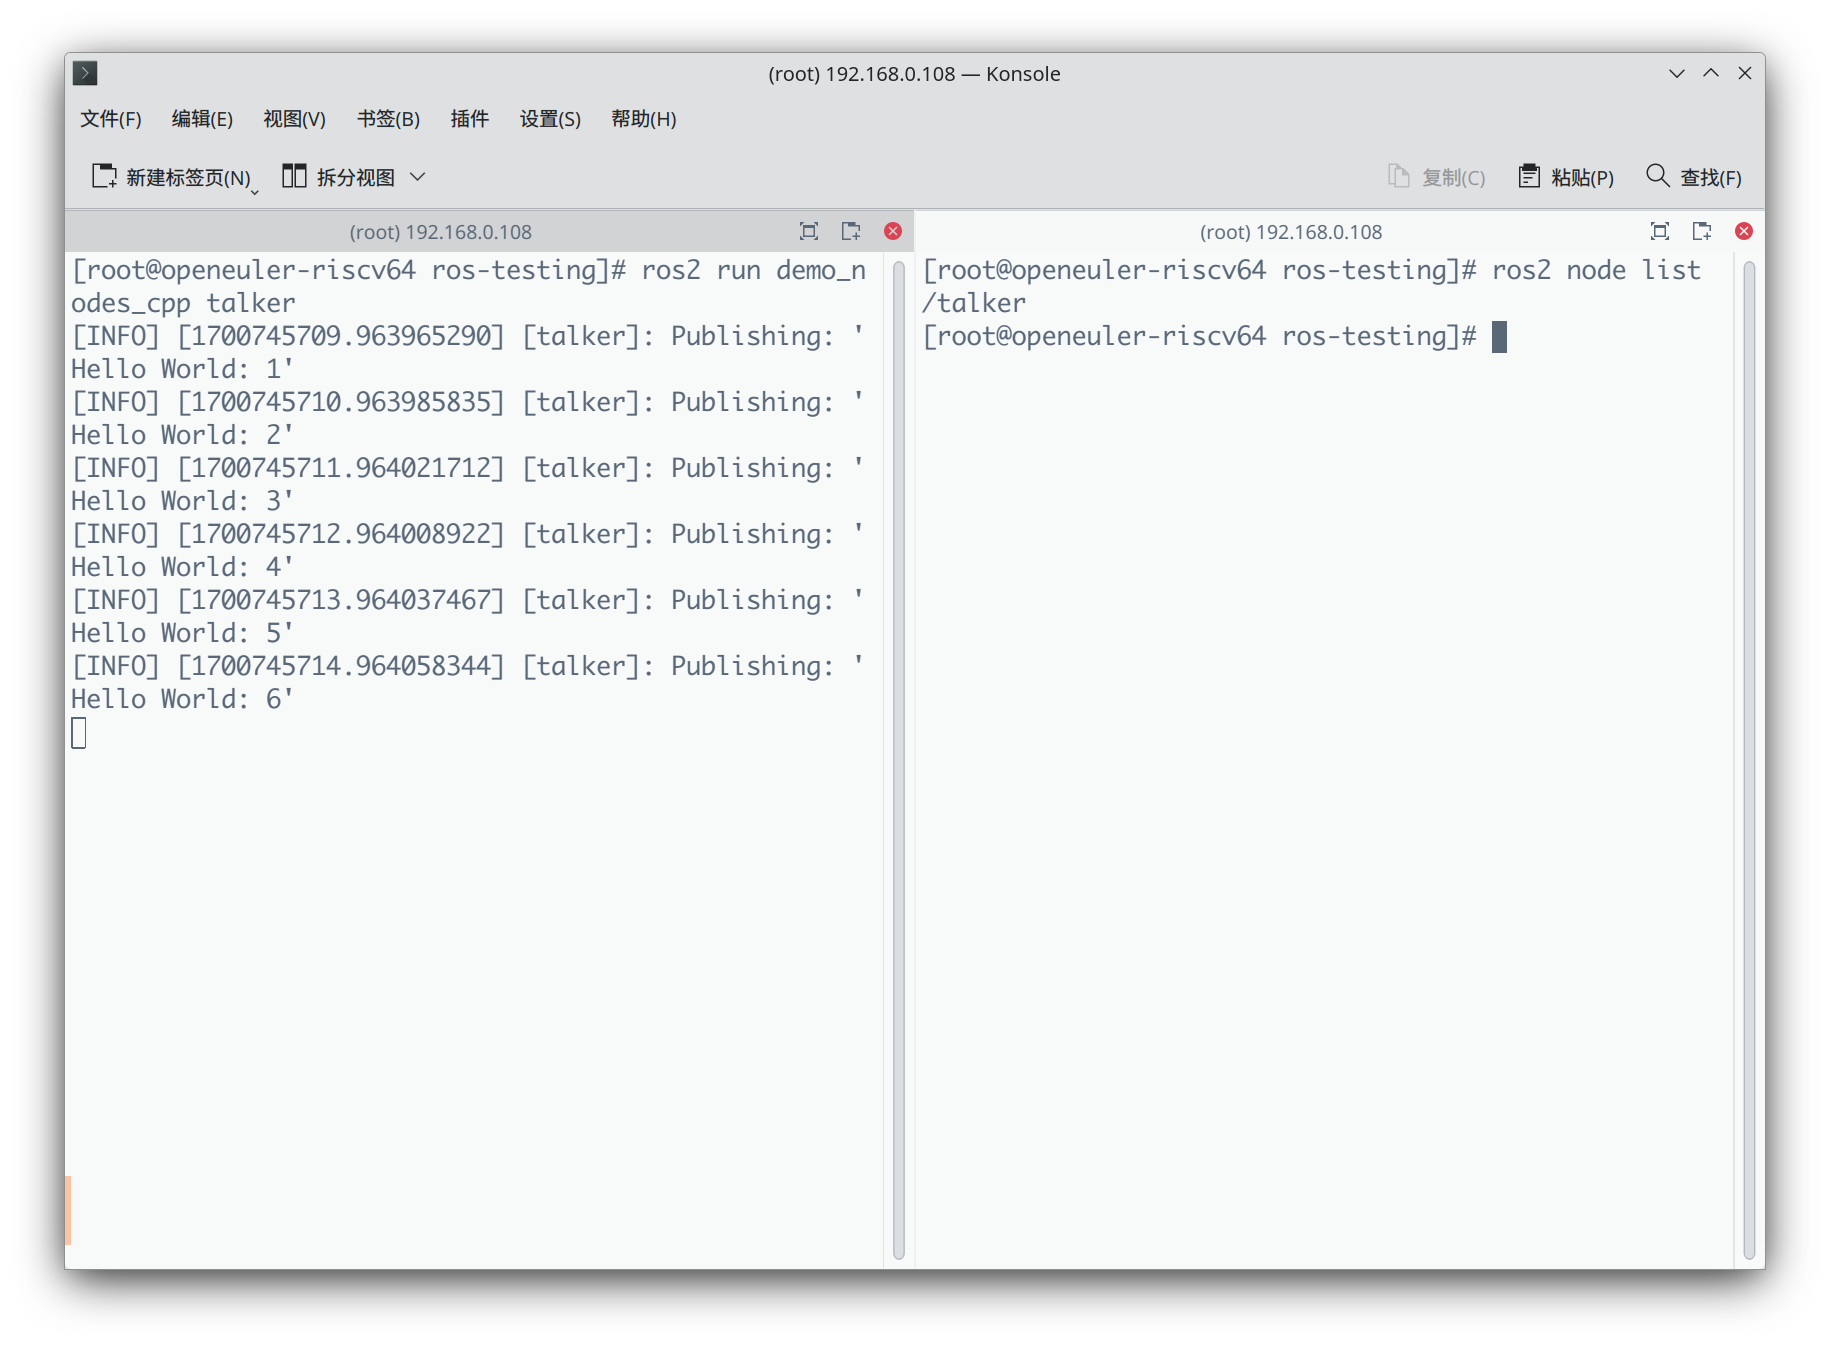 (root) 192.168.0.108 — Konsole
文件(F) 编辑(E) 视图(V) 书签(B) 插件 设置(S) 帮助(H)
新建标签页(N) 拆分视图 复制(C) 粘贴(P) 查找(F)
(root) 192.168.0.108
[root@openeuler-riscv64 ros-testing]# ros2 run demo_n
odes_cpp talker
[INFO] [1700745709.963965290] [talker]: Publishing: '
Hello World: 1'
[INFO] [1700745710.963985835] [talker]: Publishing: '
Hello World: 2'
[INFO] [1700745711.964021712] [talker]: Publishing: '
Hello World: 3'
[INFO] [1700745712.964008922] [talker]: Publishing: '
Hello World: 4'
[INFO] [1700745713.964037467] [talker]: Publishing: '
Hello World: 5'
[INFO] [1700745714.964058344] [talker]: Publishing: '
Hello World: 6'
(root) 192.168.0.108
[root@openeuler-riscv64 ros-testing]# ros2 node list
/talker
[root@openeuler-riscv64 ros-testing]#